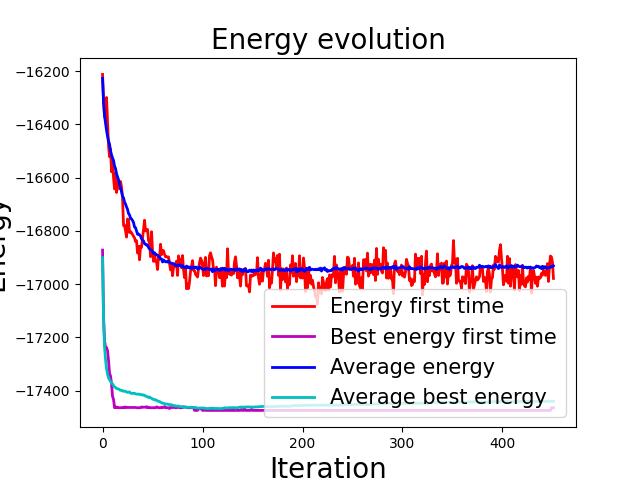 Energy evolution
Energy
−16200
−16400
−16600
−16800
−17000
−17200
−17400
Energy first time
Best energy first time
Average energy
Average best energy
0
100
200
300
400
Iteration